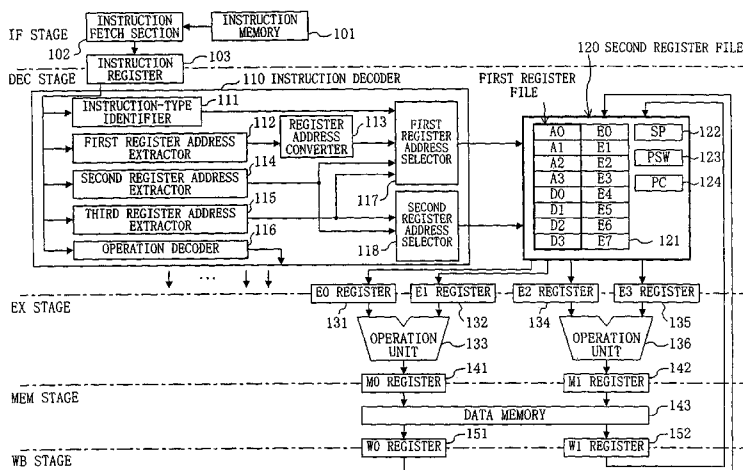 IF STAGE
INSTRUCTION
FETCH SECTION
102
INSTRUCTION
MEMORY
101
103
INSTRUCTION
REGISTER
DEC STAGE
110 INSTRUCTION DECODER
120 SECOND REGISTER FILE
FIRST REGISTER
FILE
INSTRUCTION-TYPE
IDENTIFIER
111
FIRST REGISTER ADDRESS
EXTRACTOR
112
REGISTER
ADDRESS
CONVERTER
113
SECOND REGISTER ADDRESS
EXTRACTOR
114
THIRD REGISTER ADDRESS
EXTRACTOR
115
OPERATION DECODER
116
FIRST
REGISTER
ADDRESS
SELECTOR
117
SECOND
REGISTER
ADDRESS
SELECTOR
118
A0 E0
A1 E1
A2 E2
A3 E3
D0 E4
D1 E5
D2 E6
D3 E7
121
SP 122
PSW 123
PC 124
...
EX STAGE
E0 REGISTER
131
E1 REGISTER
132
E2 REGISTER
134
E3 REGISTER
135
OPERATION
UNIT
133
OPERATION
UNIT
136
M0 REGISTER
141
M1 REGISTER
142
MEM STAGE
DATA MEMORY
143
W0 REGISTER
151
W1 REGISTER
152
WB STAGE